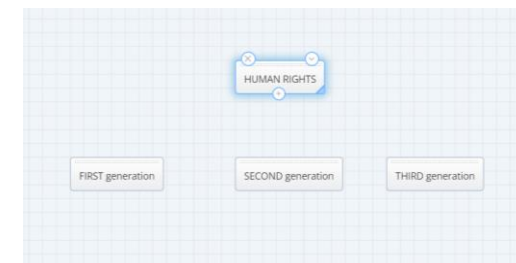 HUMAN RIGHTS
FIRST generation
SECOND generation
THIRD generation